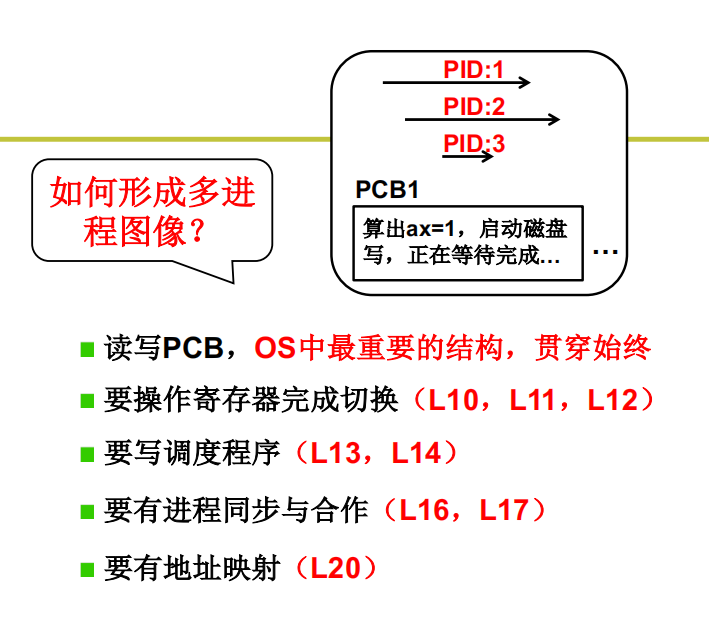 PID:1
PID:2
PID:3
PCB1
算出ax=1，启动磁盘
写，正在等待完成…
…
如何形成多进
程图像？
读写PCB，OS中最重要的结构，贯穿始终
要操作寄存器完成切换（L10，L11，L12）
要写调度程序（L13，L14）
要有进程同步与合作（L16，L17）
要有地址映射（L20）